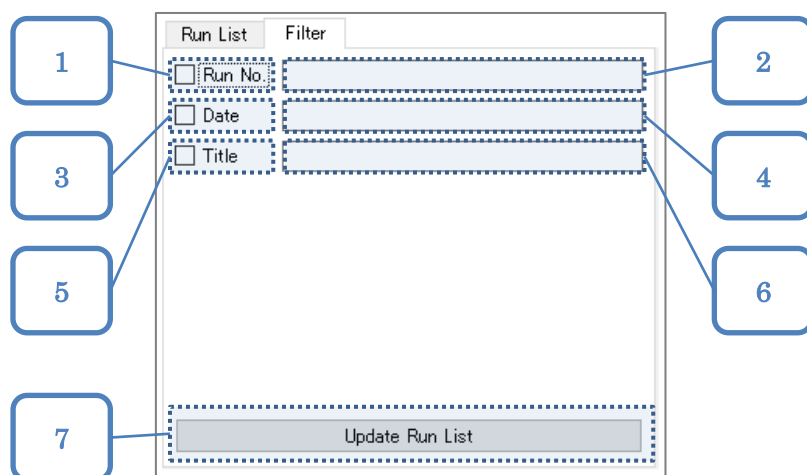 Run List Filter
1 Run No. 2
3 Date 4
Title
5 6
7 Update Run List